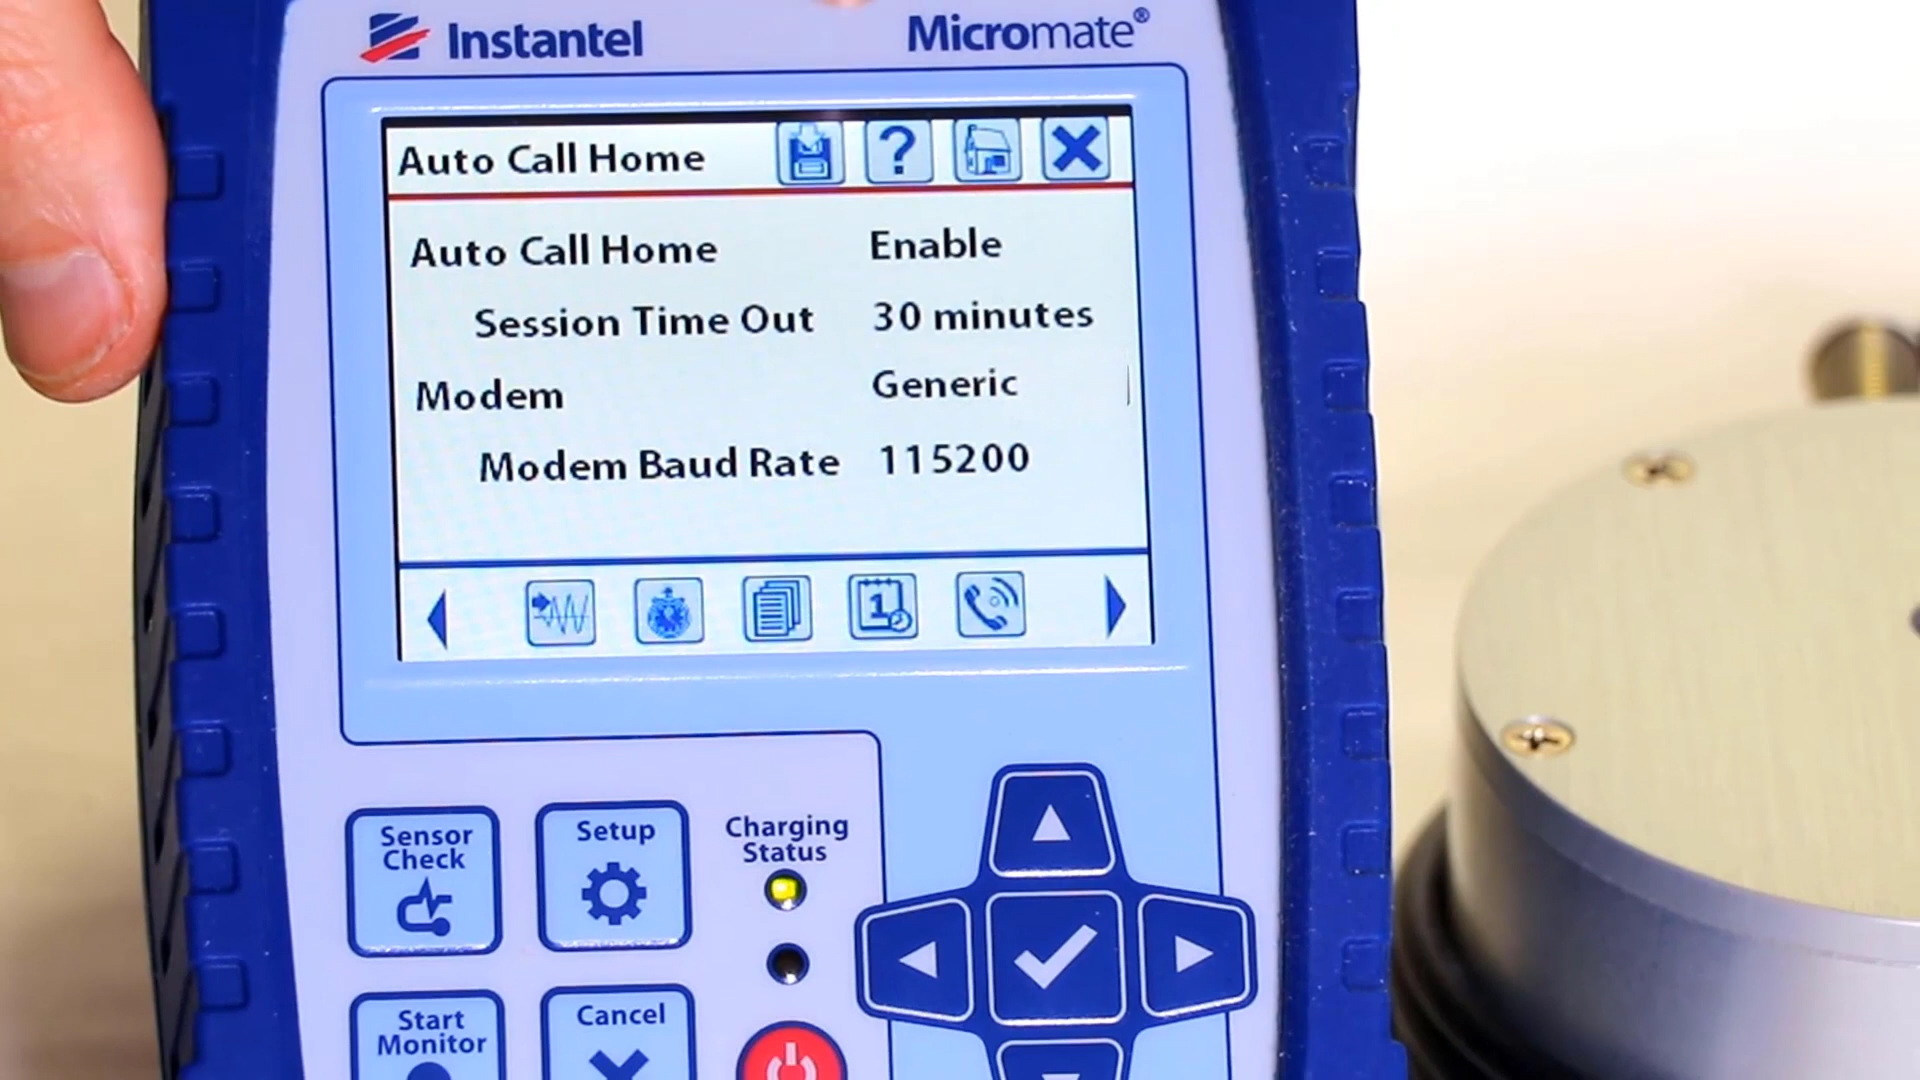 Instantel
Micromate®
Auto Call Home
Auto Call Home Enable
Session Time Out 30 minutes
Modem Generic
Modem Baud Rate 115200
1
Sensor
Check
Setup
Charging
Status
Start
Monitor
Cancel